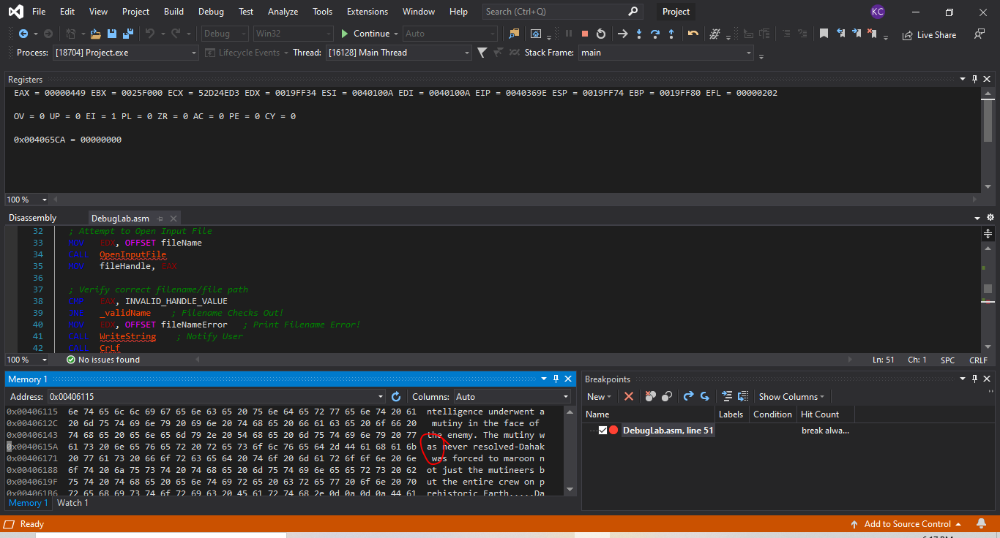 File Edit View Project Build Debug Test Analyze Tools Extensions Window Help Search (Ctrl+Q) Project KC
Debug Win32 Continue Auto Live Share
Process: [18704] Project.exe Lifecycle Events Thread: [16128] Main Thread Stack Frame: main
Registers
EAX = 00000449 EBX = 0025F000 ECX = 52D24ED3 EDX = 0019FF34 ESI = 0040100A EDI = 0040100A EIP = 0040369E ESP = 0019FF74 EBP = 0019FF80 EFL = 00000202
OV = 0 UP = 0 EI = 1 PL = 0 ZR = 0 AC = 0 PE = 0 CY = 0
0x004065CA = 00000000
100 %
Disassembly DebugLab.asm
32 ; Attempt to Open Input File
33 MOV EDX, OFFSET fileName
34 CALL OpenInputFile
35 MOV fileHandle, EAX
36
37 ; Verify correct filename/file path
38 CMP EAX, INVALID_HANDLE_VALUE
39 JNE _validName ; Filename Checks Out!
40 MOV EDX, OFFSET fileNameError ; Print Filename Error!
41 CALL WriteString ; Notify User
42 CALL CrLf
100 % No issues found Ln: 51 Ch: 1 SPC CRLF
Memory 1
Address: 0x00406115 Columns: Auto
0x00406115 6e 74 65 6c 6c 69 67 65 6e 63 65 20 75 6e 64 65 72 77 65 6e 74 20 61 ntelligence underwent a
0x0040612C 20 6d 75 74 69 6e 79 20 69 6e 20 74 68 65 20 66 61 63 65 20 6f 66 20 mutiny in the face of
0x00406143 74 68 65 20 65 6e 65 6d 79 2e 20 54 68 65 20 6d 75 74 69 6e 79 20 77 the enemy. The mutiny w
0x0040615A 61 73 20 6e 65 76 65 72 20 72 65 73 6f 6c 76 65 64 2d 44 61 68 61 6b as never resolved-Dahak
0x00406171 20 77 61 73 20 66 6f 72 63 65 64 20 74 6f 20 6d 61 72 6f 6f 6e 20 6e was forced to maroon n
0x00406188 6f 74 20 6a 75 73 74 20 74 68 65 20 6d 75 74 69 6e 65 65 72 73 20 62 ot just the mutineers b
0x0040619F 75 74 20 74 68 65 20 65 6e 74 69 72 65 20 63 72 65 77 20 6f 6e 20 70 ut the entire crew on p
0x004061B6 72 65 68 69 73 74 6f 72 69 63 20 45 61 72 74 68 2e 0d 0a 0d 0a 44 61 rehistoric Earth.....Da
Memory 1 Watch 1
Breakpoints
New Show Columns
Name Labels Condition Hit Count
DebugLab.asm, line 51 break alwa...
Ready Add to Source Control